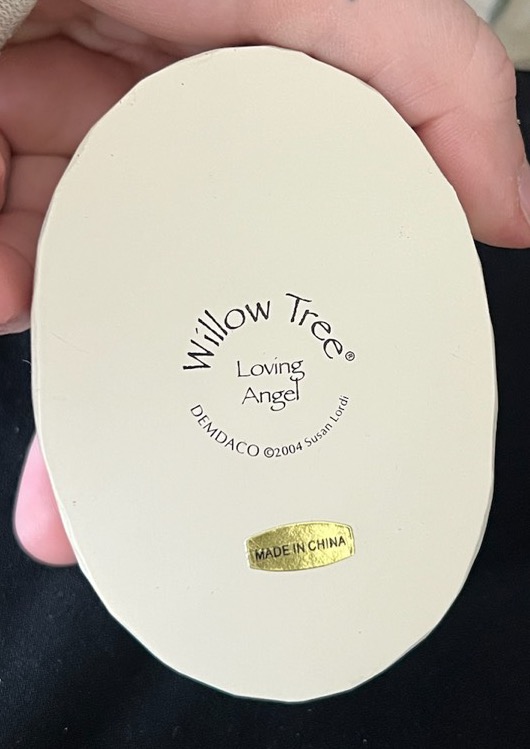 Willow Tree®
Loving
Angel
DEMDACO ©2004 Susan Lordi
MADE IN CHINA